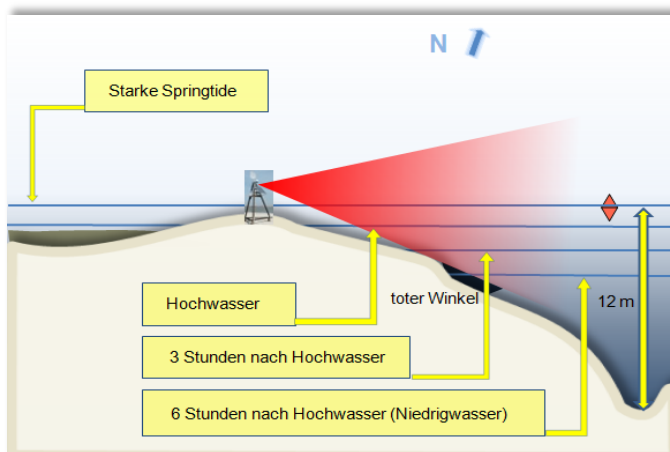 N
Starke Springtide
Hochwasser
toter Winkel
12 m
3 Stunden nach Hochwasser
6 Stunden nach Hochwasser (Niedrigwasser)